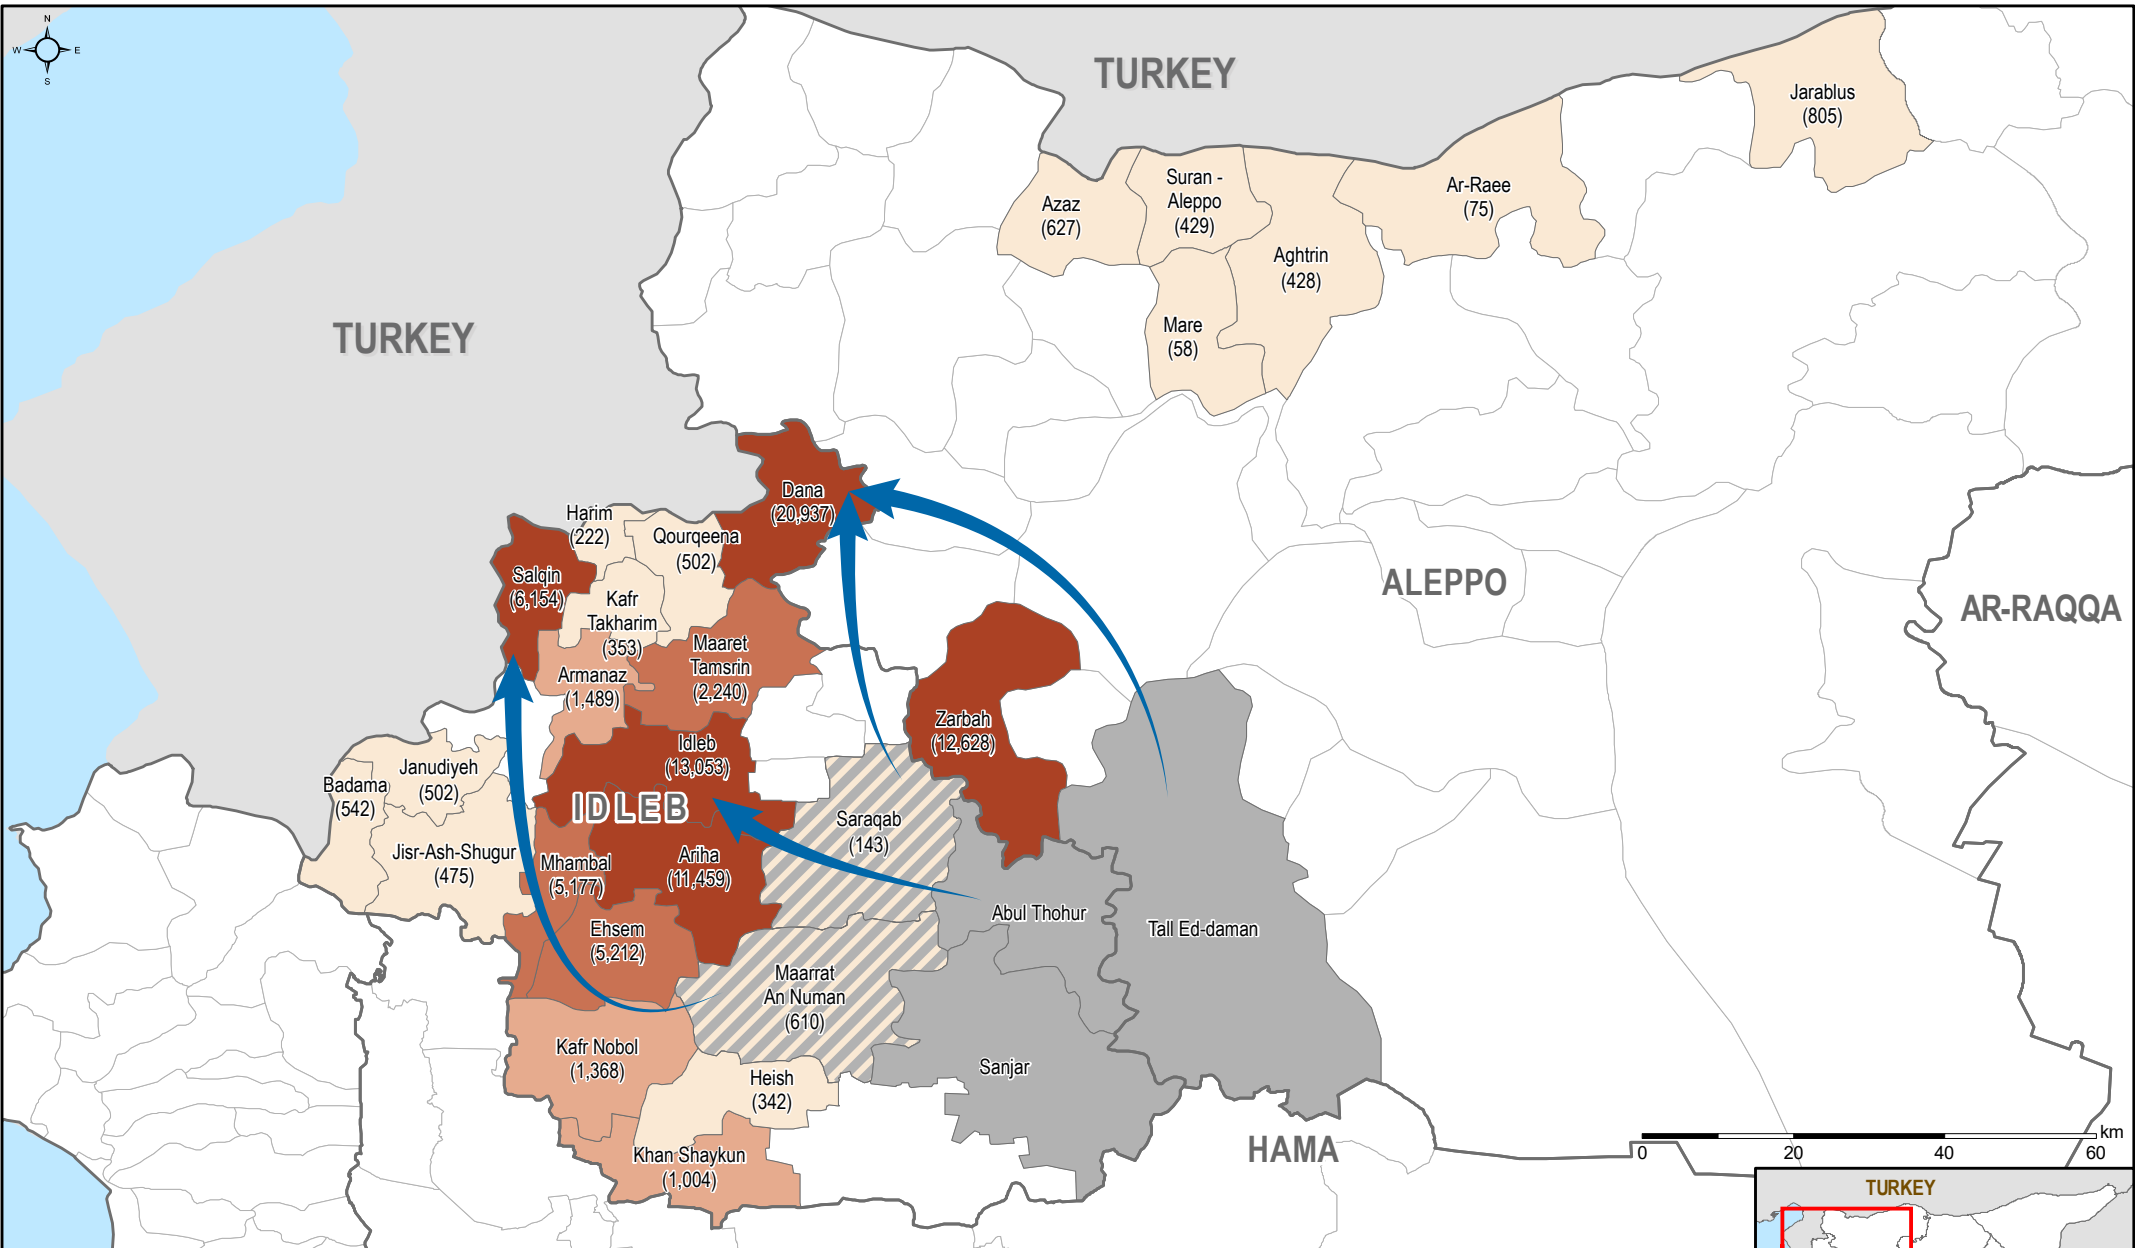 N
W
E
S
TURKEY
Jarablus
(805)
Azaz
(627)
Suran -
Aleppo
(429)
Ar-Raee
(75)
Aghtrin
(428)
Mare
(58)
TURKEY
Dana
(20,937)
Harim
(222)
Qourqeena
(502)
Salqin
(6,154)
Kafr
Takharim
(353)
Maaret
Tamsrin
(2,240)
Armanaz
(1,489)
ALEPPO
AR-RAQQA
Zarbah
(12,628)
Idleb
(13,053)
IDLEB
Janudiyeh
(502)
Badama
(542)
Jisr-Ash-Shugur
(475)
Mhambal
(5,177)
Ariha
(11,459)
Saraqab
(143)
Abul Thohur
Tall Ed-daman
Ehsem
(5,212)
Maarrat
An Numan
(610)
Kafr Nobol
(1,368)
Heish
(342)
Sanjar
Khan Shaykun
(1,004)
HAMA
km
0
20
40
60
TURKEY